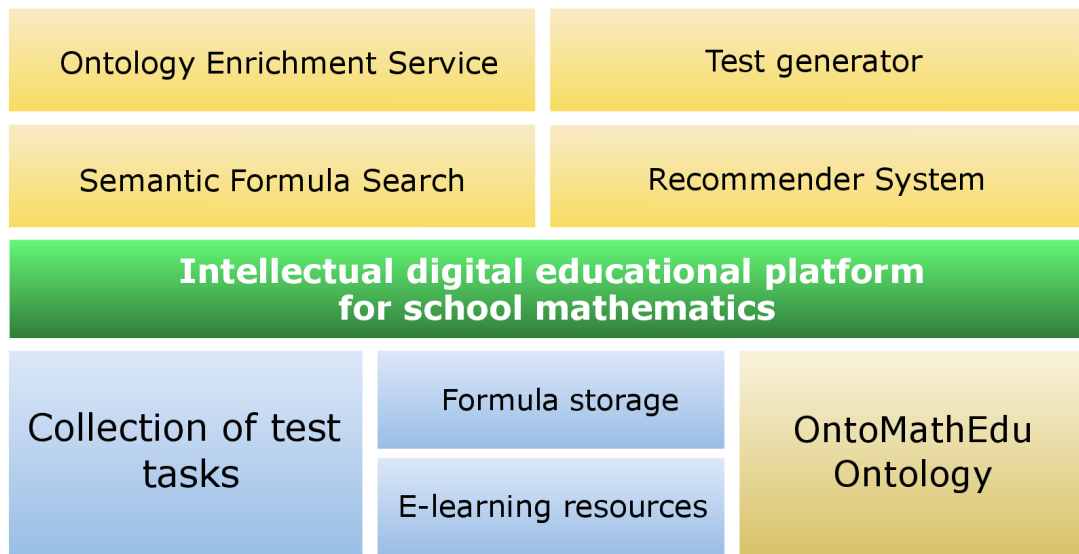 Ontology Enrichment Service
Test generator
Semantic Formula Search
Recommender System
Intellectual digital educational platform
for school mathematics
Collection of test
tasks
Formula storage
E-learning resources
OntoMathEdu
Ontology